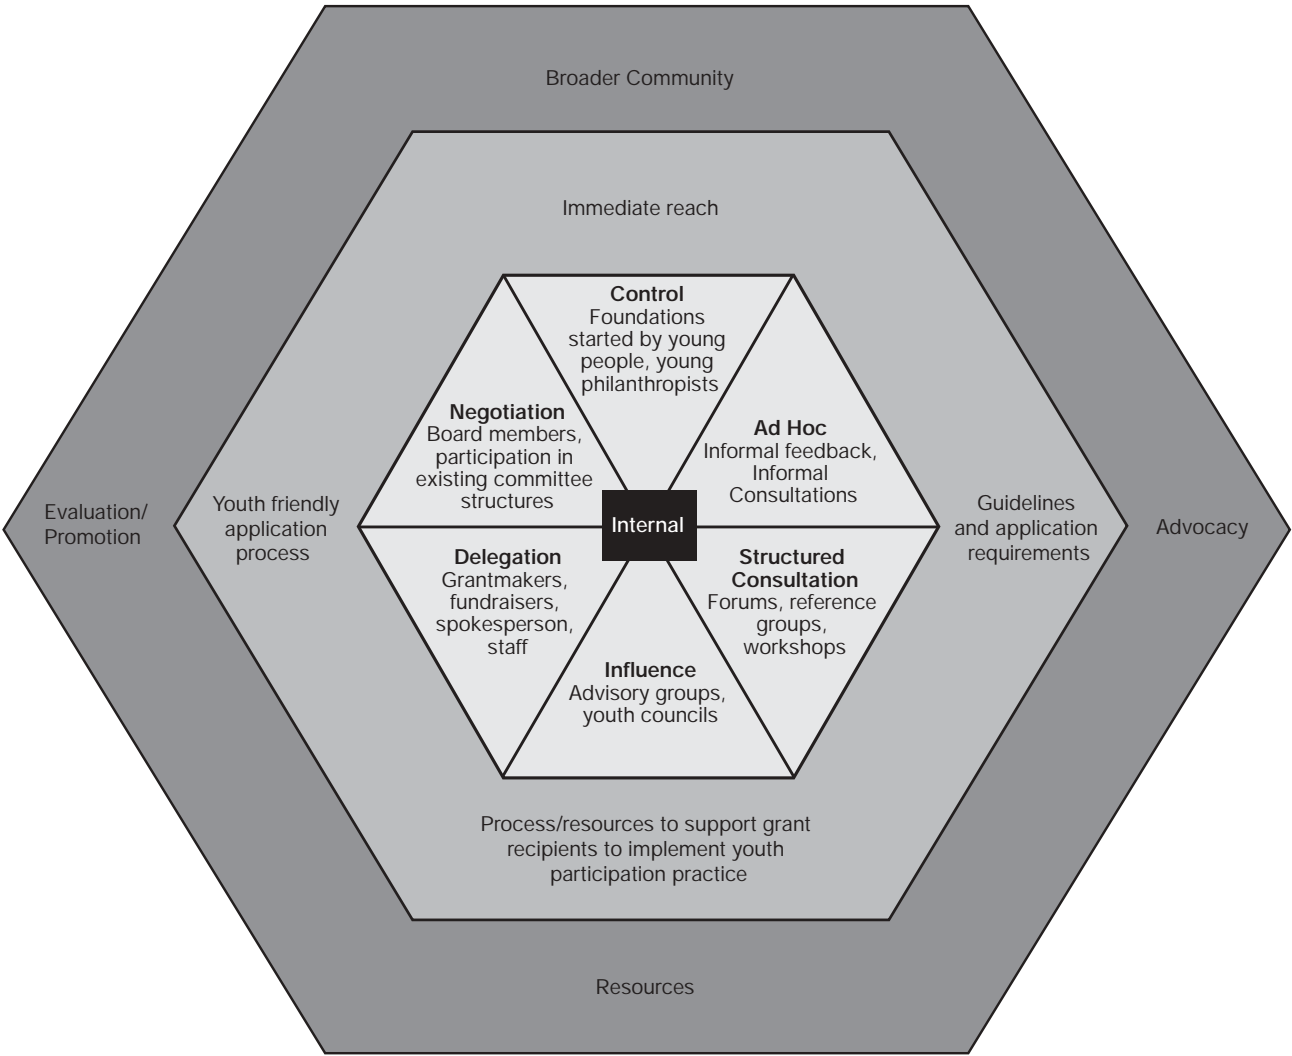 Broader Community
Immediate reach
Control
Foundations
started by young
people, young
philanthropists
Negotiation
Board members,
participation in
existing committee
structures
Ad Hoc
Informal feedback,
Informal
Consultations
Evaluation/
Promotion
Youth friendly
application
process
Internal
Guidelines
and application
requirements
Advocacy
Delegation
Grantmakers,
fundraisers,
spokesperson,
staff
Structured
Consultation
Forums, reference
groups,
workshops
Influence
Advisory groups,
youth councils
Process/resources to support grant
recipients to implement youth
participation practice
Resources